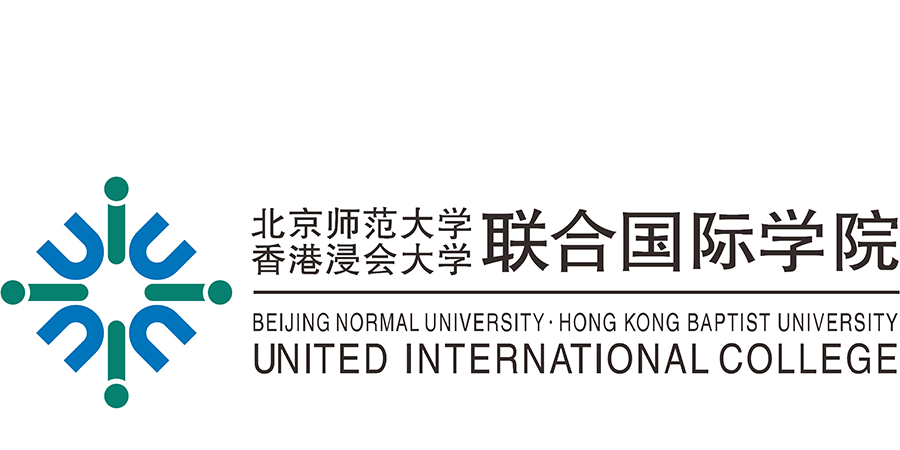 北京师范大学
香港浸会大学
联合国际学院
BEIJING NORMAL UNIVERSITY · HONG KONG BAPTIST UNIVERSITY
UNITED INTERNATIONAL COLLEGE